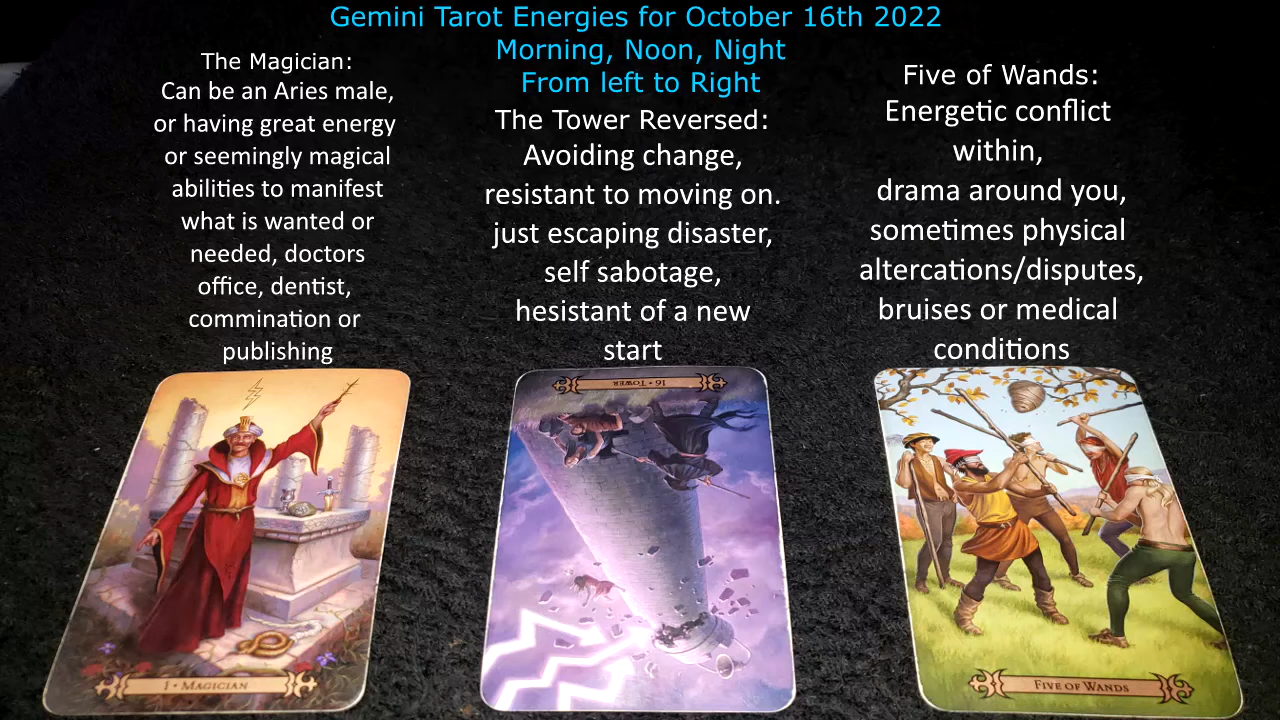 Gemini Tarot Energies for October 16th 2022
Morning, Noon, Night
From left to Right
The Magician:
Can be an Aries male,
or having great energy
or seemingly magical
abilities to manifest
what is wanted or
needed, doctors
office, dentist,
commination or
publishing
The Tower Reversed:
Avoiding change,
resistant to moving on.
just escaping disaster,
self sabotage,
hesistant of a new
start
Five of Wands:
Energetic conflict
within,
drama around you,
sometimes physical
altercations/disputes,
bruises or medical
conditions
1 • MAGICIAN
16 • TOWER
FIVE OF WANDS